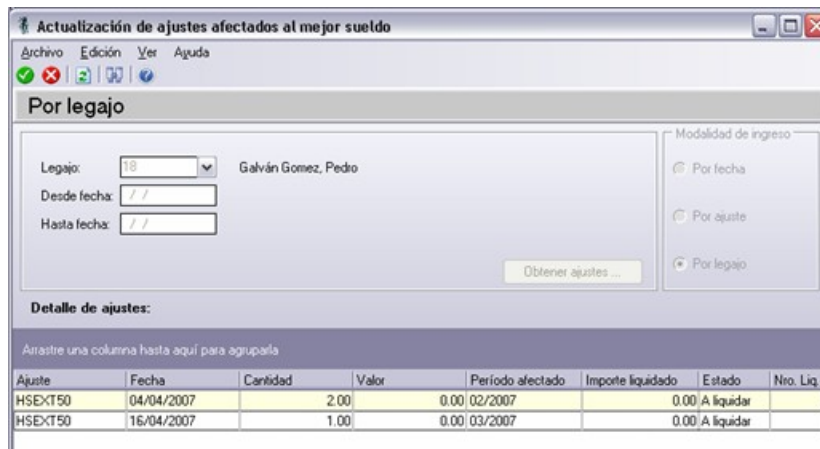 Actualización de ajustes afectados al mejor sueldo
Archivo Edición Ver Ayuda
Por legajo
Modalidad de ingreso
Legajo: 18 Galván Gomez, Pedro
Por fecha
Desde fecha: / /
Hasta fecha: / /
Por ajuste
Obtener ajustes ...
Por legajo
Detalle de ajustes:
Arrastre una columna hasta aquí para agruparla
Ajuste Fecha Cantidad Valor Período afectado Importe liquidado Estado Nro. Liq.
HSEXT50 04/04/2007 2.00 0.00 02/2007 0.00 A liquidar
HSEXT50 16/04/2007 1.00 0.00 03/2007 0.00 A liquidar